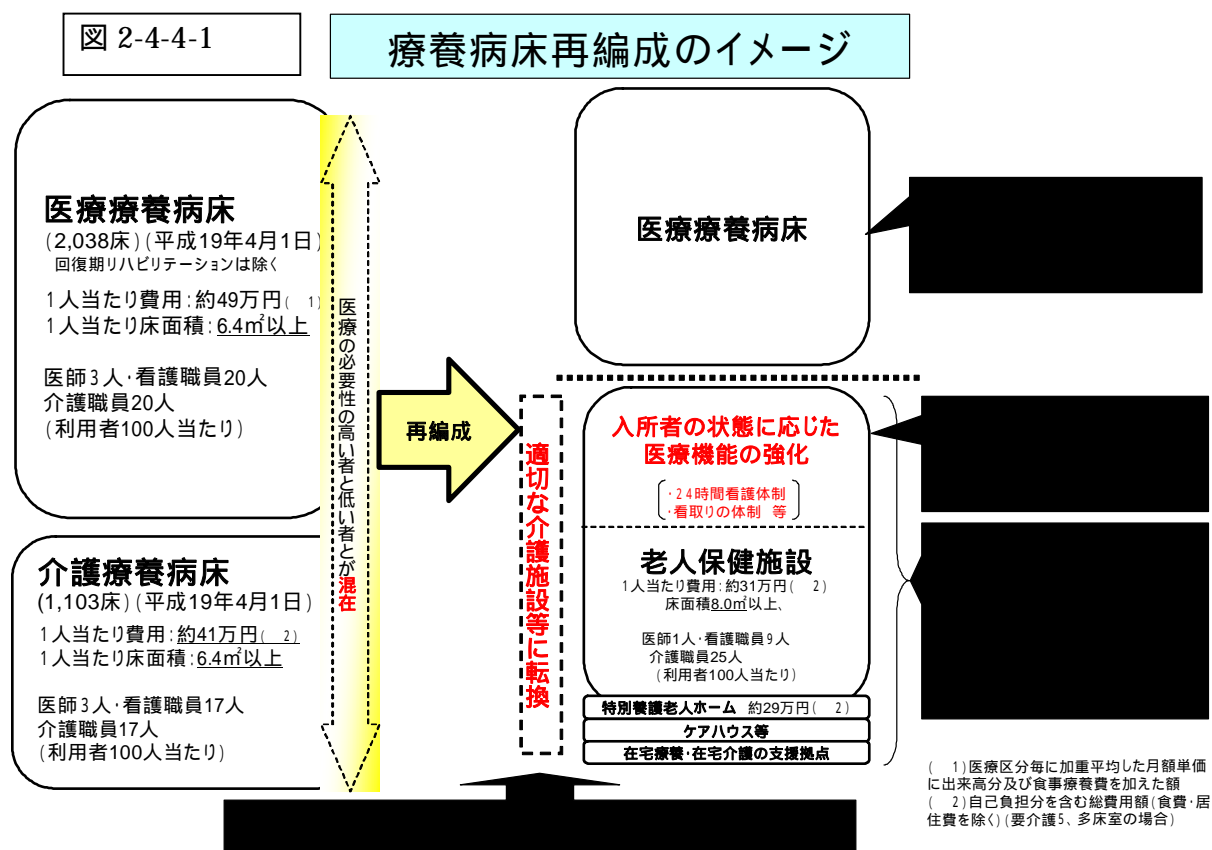 図 2-4-4-1
療養病床再編成のイメージ
医療療養病床
(2,038床)(平成19年4月1日)
回復期リハビリテーションは除く
1人当たり費用:約49万円( 1)
1人当たり床面積:6.4㎡以上
医師3人・看護職員20人
介護職員20人
(利用者100人当たり)
介護療養病床
(1,103床)(平成19年4月1日)
1人当たり費用:約41万円( 2)
1人当たり床面積:6.4㎡以上
医師3人・看護職員17人
介護職員17人
(利用者100人当たり)
医療の必要性の高い者と低い者とが混在
再編成
適切な介護施設等に転換
医療療養病床
入所者の状態に応じた
医療機能の強化
・24時間看護体制
・看取りの体制 等
老人保健施設
1人当たり費用:約31万円( 2)
床面積8.0㎡以上、
医師1人・看護職員9人
介護職員25人
(利用者100人当たり)
特別養護老人ホーム 約29万円( 2)
ケアハウス等
在宅療養・在宅介護の支援拠点
( 1)医療区分毎に加重平均した月額単価
に出来高分及び食事療養費を加えた額
( 2)自己負担分を含む総費用額(食費・居
住費を除く)(要介護5、多床室の場合)